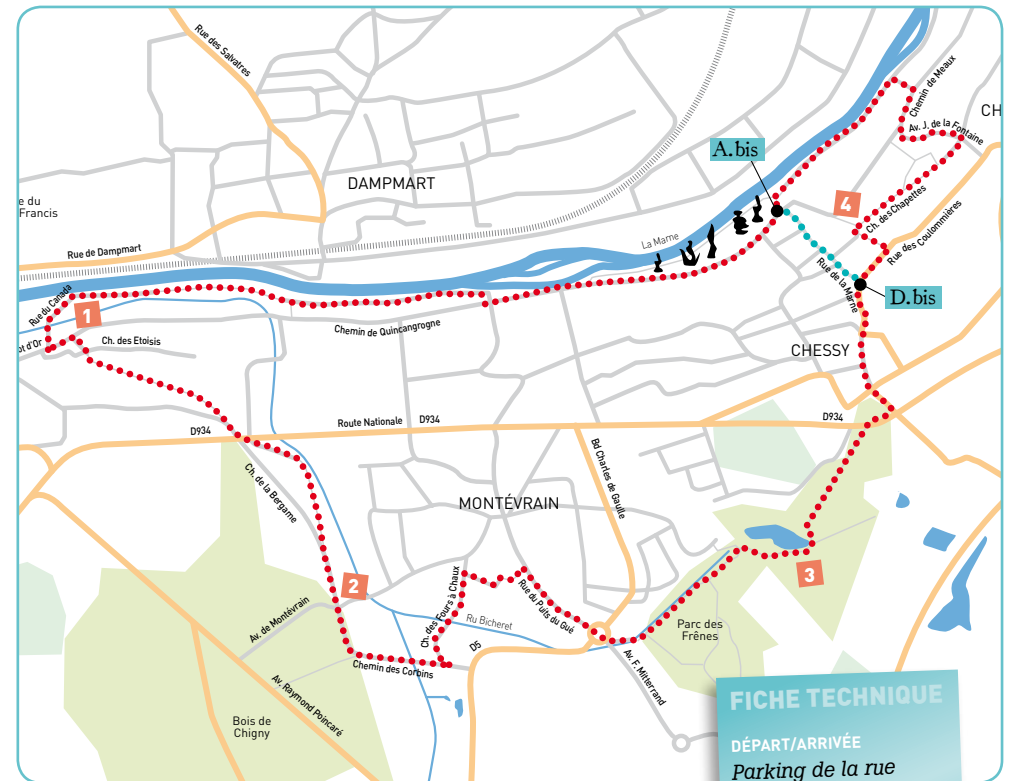 Rue des Salvatres
Chemin de Meaux
CH
Av. J. de la Fontaine
A.bis
DAMPMART
4
e du
Francis
Ch. des Chapettes
Rue des Coulommières
La Marne
Rue de Dampmart
Rue de la Marne
D.bis
Rue du Canada
1
Chemin de Quincangrogne
ot d'Or
Ch. des Etoisis
CHESSY
D934
Route Nationale
D934
D934
Bd Charles de Gaulle
Ch. de la Bergame
MONTÉVRAIN
3
2
Ch. des Fours à Chaux
Rue du Puits du Gué
Av. de Montévrain
Ru Bicheret
Parc des
Frênes
D5
Chemin des Corbins
Av. F. Mitterrand
Av. Raymond Poincaré
Bois de
Chigny
FICHE TECHNIQUE
DÉPART/ARRIVÉE
Parking de la rue